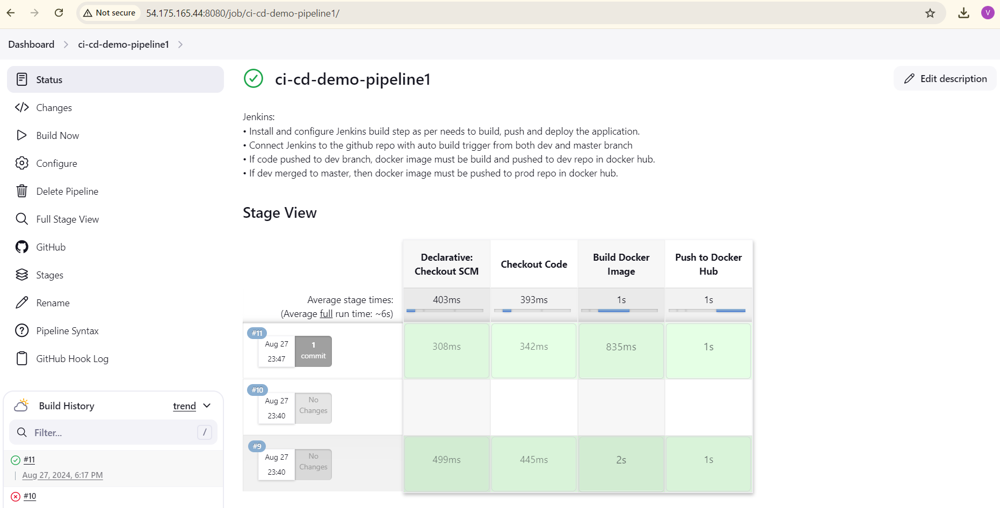 Not secure 54.175.165.44:8080/job/ci-cd-demo-pipeline1/
V
Dashboard ci-cd-demo-pipeline1
Status
Changes
Build Now
Configure
Delete Pipeline
Full Stage View
GitHub
Stages
Rename
Pipeline Syntax
GitHub Hook Log
Build History trend
Filter... /
#11
Aug 27, 2024, 6:17 PM
#10
ci-cd-demo-pipeline1
Edit description
Jenkins:
• Install and configure Jenkins build step as per needs to build, push and deploy the application.
• Connect Jenkins to the github repo with auto build trigger from both dev and master branch
• If code pushed to dev branch, docker image must be build and pushed to dev repo in docker hub.
• If dev merged to master, then docker image must be pushed to prod repo in docker hub.
Stage View
Declarative: Checkout SCM
Checkout Code
Build Docker Image
Push to Docker Hub
Average stage times: 403ms 393ms 1s 1s
(Average full run time: ~6s)
#11
Aug 27 23:47
1 commit
308ms 342ms 835ms 1s
#10
Aug 27 23:40
No Changes
#9
Aug 27 23:40
No Changes
499ms 445ms 2s 1s